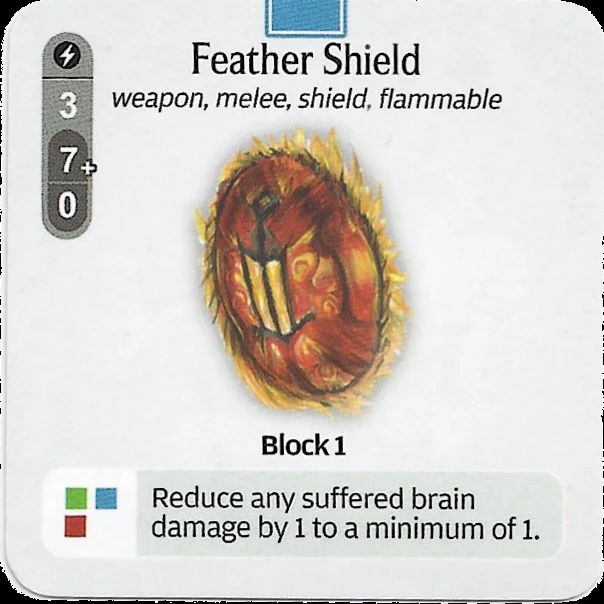 Feather Shield
weapon, melee, shield, flammable
3
7+
0
Block 1
Reduce any suffered brain
damage by 1 to a minimum of 1.